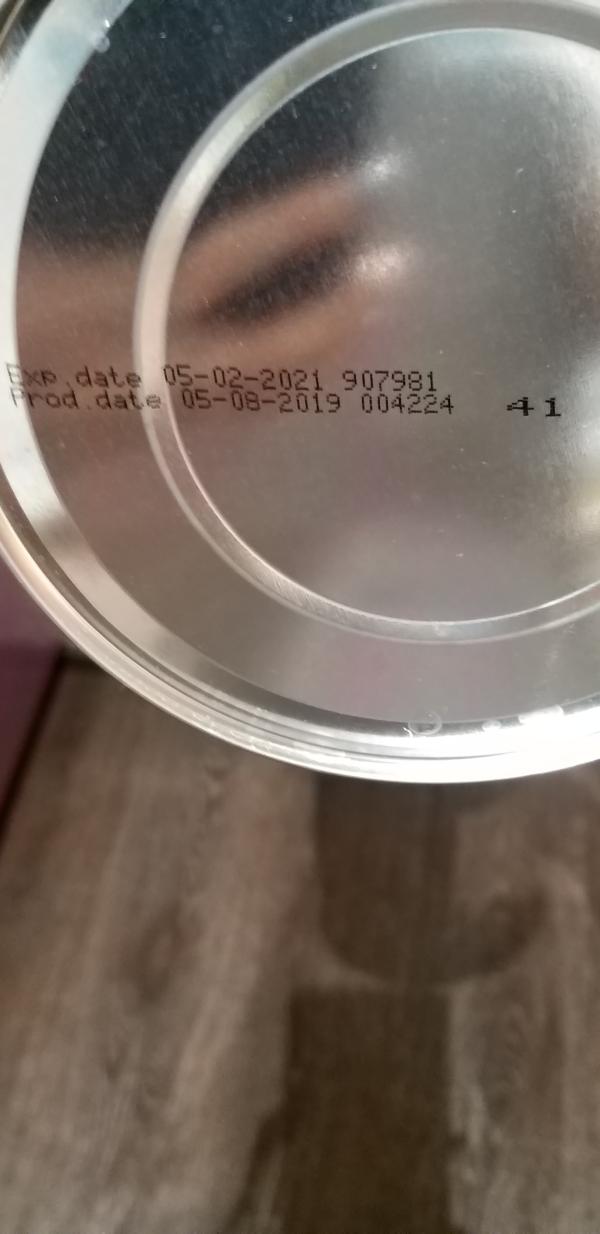 Exp.date 05-02-2021 907981
Prod.date 05-08-2019 004224 41